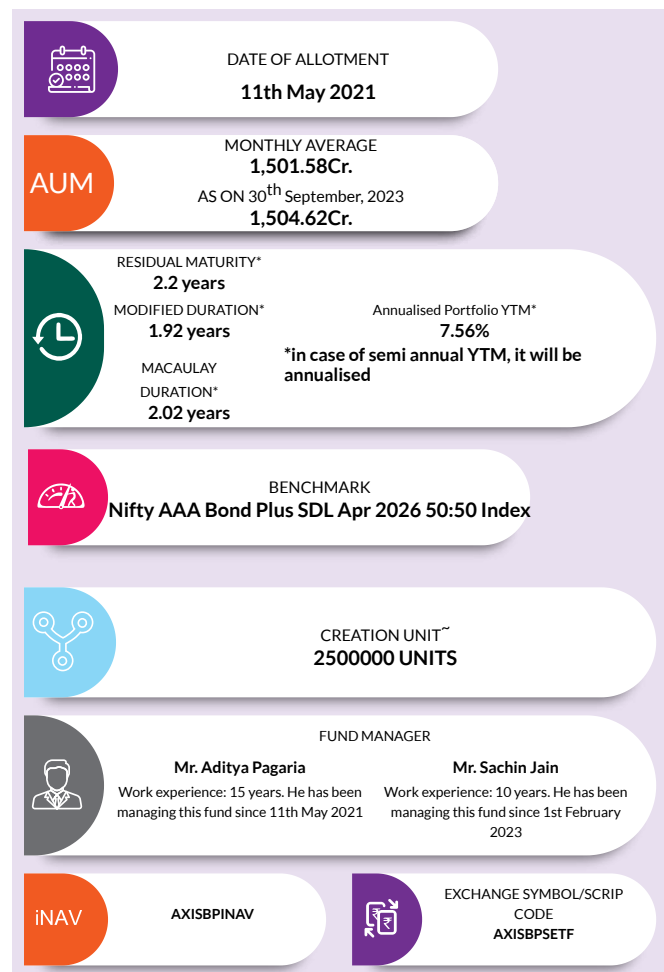 DATE OF ALLOTMENT
11th May 2021
AUM
MONTHLY AVERAGE
1,501.58Cr.
AS ON 30th September, 2023
1,504.62Cr.
RESIDUAL MATURITY*
2.2 years
MODIFIED DURATION*
1.92 years
MACAULAY
DURATION*
2.02 years
Annualised Portfolio YTM*
7.56%
*in case of semi annual YTM, it will be
annualised
BENCHMARK
Nifty AAA Bond Plus SDL Apr 2026 50:50 Index
CREATION UNIT~
2500000 UNITS
FUND MANAGER
Mr. Aditya Pagaria
Work experience: 15 years. He has been
managing this fund since 11th May 2021
Mr. Sachin Jain
Work experience: 10 years. He has been
managing this fund since 1st February
2023
iNAV
AXISBPINAV
₹
₹
EXCHANGE SYMBOL/SCRIP
CODE
AXISBPSETF